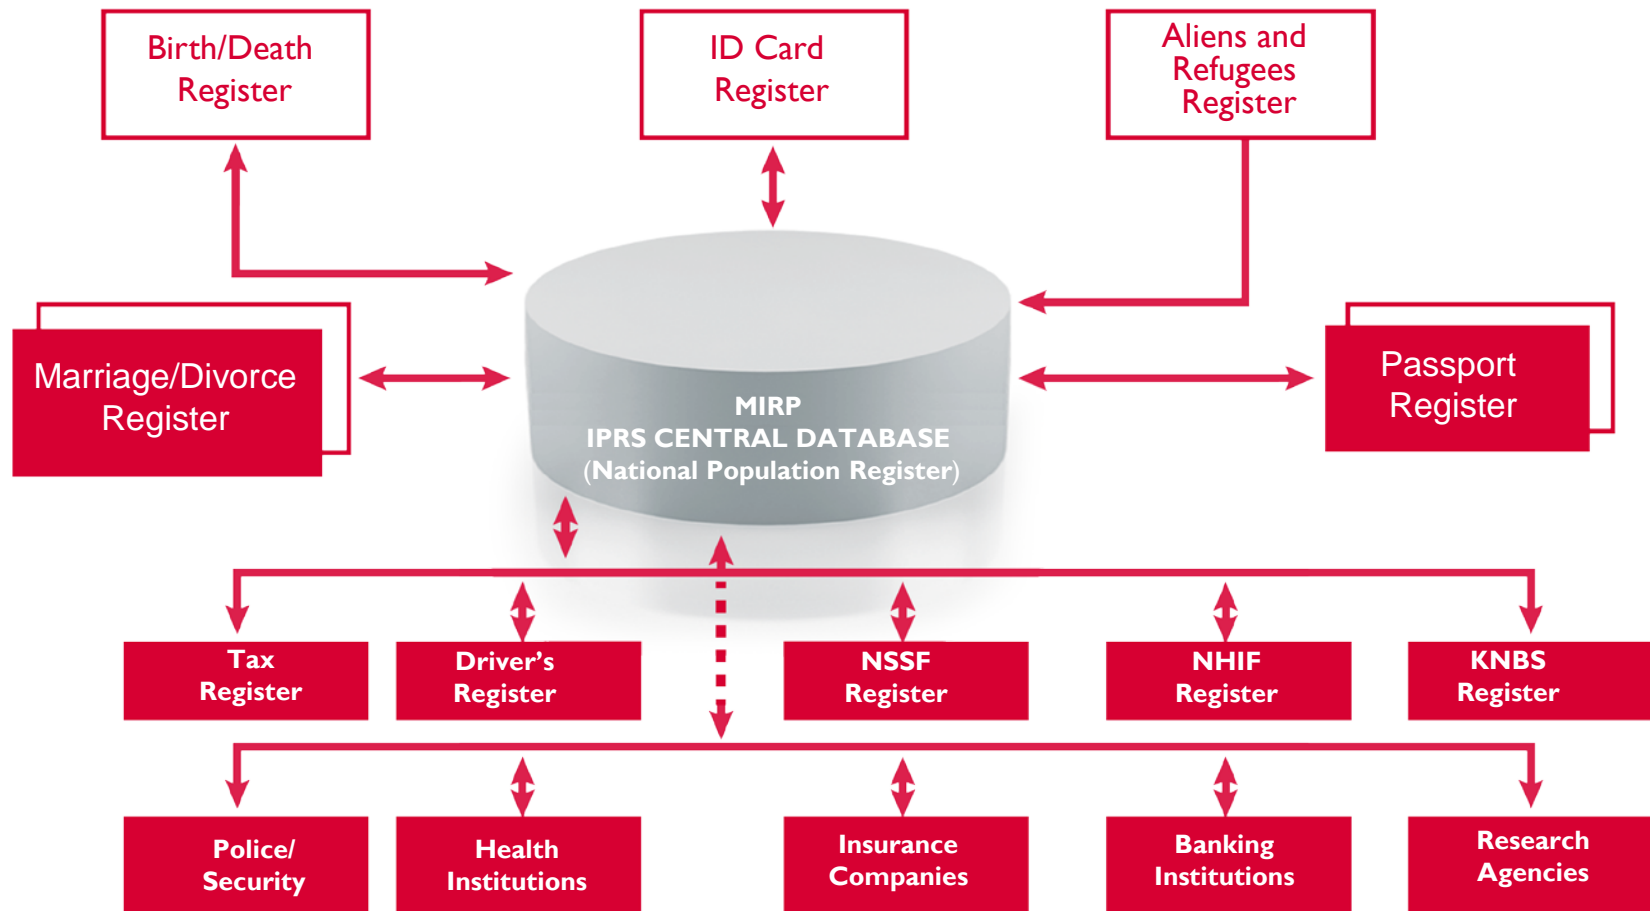 Birth/Death
Register
ID Card
Register
Aliens and
Refugees
Register
Marriage/Divorce
Register
Passport
Register
MIRP
IPRS CENTRAL DATABASE
(National Population Register)
Tax
Register
Driver's
Register
NSSF
Register
NHIF
Register
KNBS
Register
Police/
Security
Health
Institutions
Insurance
Companies
Banking
Institutions
Research
Agencies